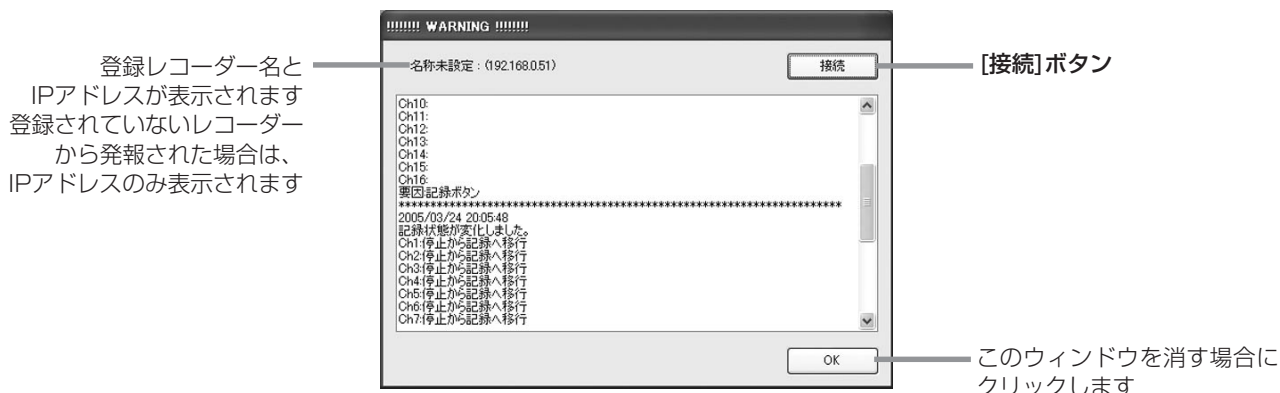 !!!!!!!! WARNING !!!!!!!!
登録レコーダー名と
IPアドレスが表示されます
登録されていないレコーダー
から発報された場合は、
IPアドレスのみ表示されます
名称未設定：(192.168.0.51)
接続
[接続]ボタン
Ch10:
Ch11:
Ch12:
Ch13:
Ch14:
Ch15:
Ch16:
要因:記録ボタン
**************************************************************************
2005/03/24 20:05:48
記録状態が変化しました。
Ch1:停止から記録へ移行
Ch2:停止から記録へ移行
Ch3:停止から記録へ移行
Ch4:停止から記録へ移行
Ch5:停止から記録へ移行
Ch6:停止から記録へ移行
Ch7:停止から記録へ移行
OK
このウィンドウを消す場合に
クリックします